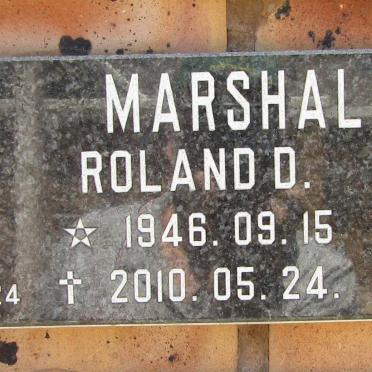 MARSHAL
ROLAND D.
☆ 1946. 09. 15
24 † 2010. 05. 24.